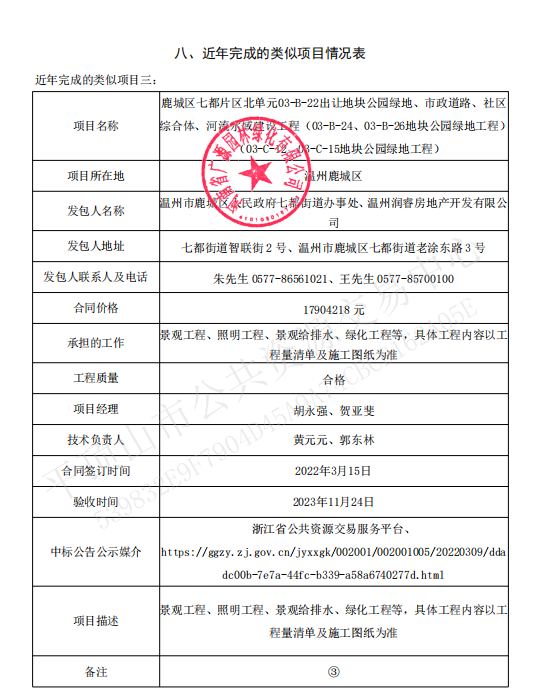 八、近年完成的类似项目情况表
近年完成的类似项目三：
项目名称
鹿城区七都片区北单元03-B-22出让地块公园绿地、市政道路、社区
综合体、河流水域建设工程（03-B-24、03-B-26地块公园绿地工程）
（03-C-12、03-C-15地块公园绿地工程）
项目所在地
温州鹿城区
发包人名称
温州市鹿城区人民政府七都街道办事处、温州润睿房地产开发有限公
司
发包人地址
七都街道智联街 2 号、温州市鹿城区七都街道老涂东路 3 号
发包人联系人及电话
朱先生 0577-86561021、王先生 0577-85700100
合同价格
17904218 元
承担的工作
景观工程、照明工程、景观给排水、绿化工程等，具体工程内容以工
程量清单及施工图纸为准
工程质量
合格
项目经理
胡永强、贺亚斐
技术负责人
黄元元、郭东林
合同签订时间
2022年3月15日
验收时间
2023年11月24日
中标公告公示媒介
浙江省公共资源交易服务平台、
https://ggzy.zj.gov.cn/jyxxgk/002001/002001005/20220309/dda
dc00b-7e7a-44fc-b339-a58a6740277d.html
项目描述
景观工程、照明工程、景观给排水、绿化工程等，具体工程内容以工
程量清单及施工图纸为准
备注
③
平顶山市公共资源交易中心